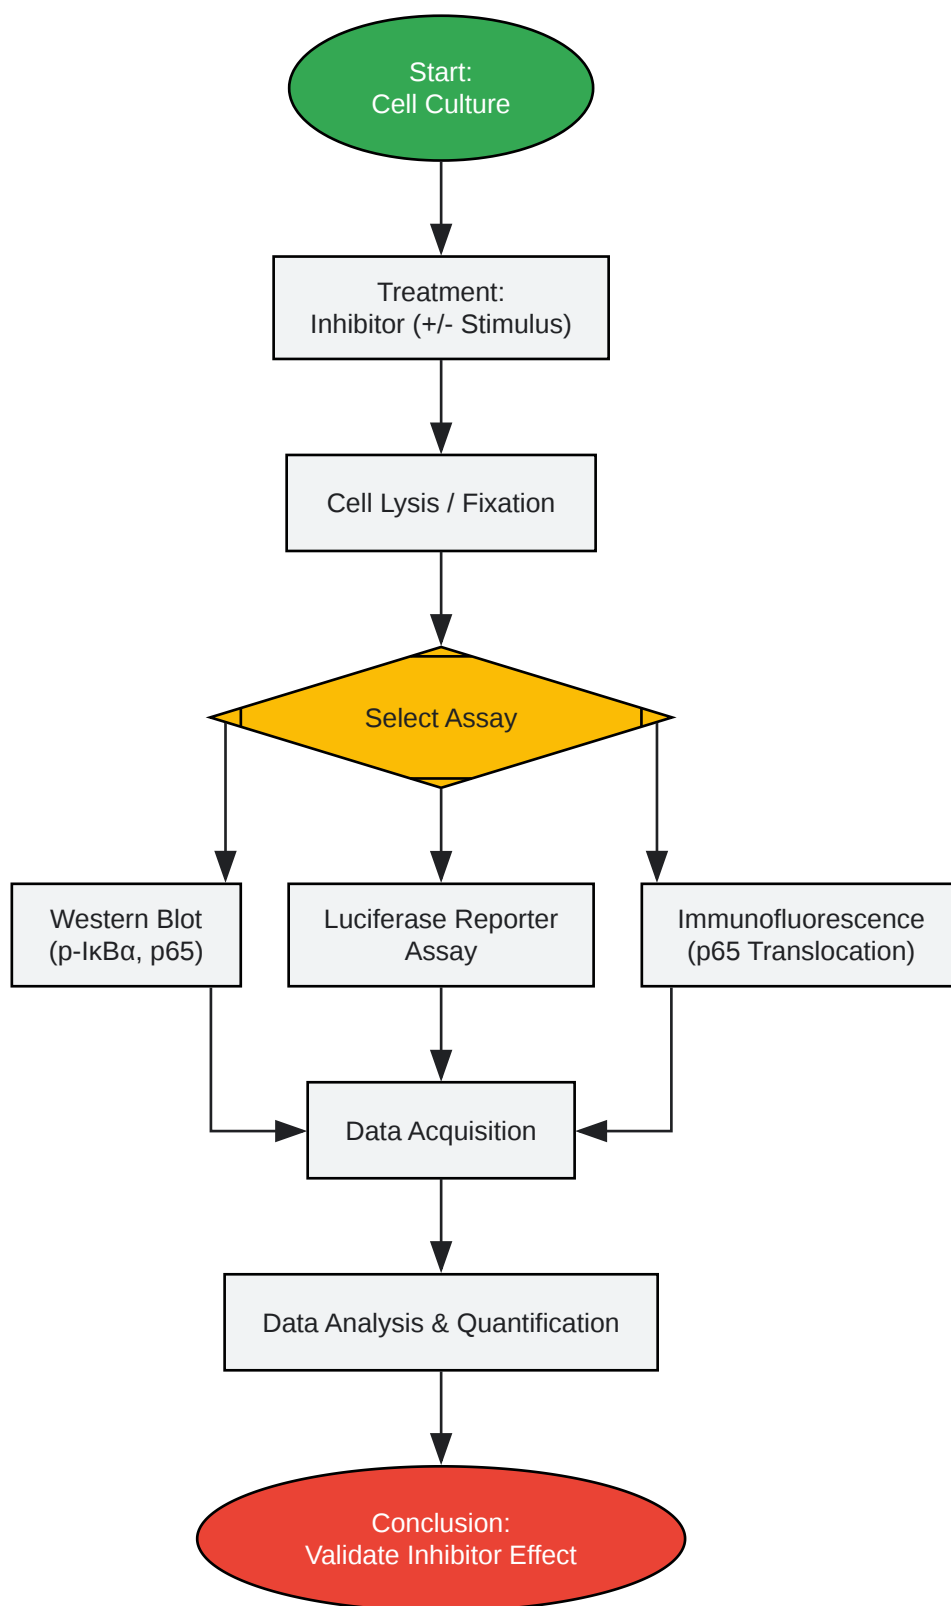 Start:
Cell Culture
Treatment:
Inhibitor (+/- Stimulus)
Cell Lysis / Fixation
Select Assay
Western Blot
(p-IκBα, p65)
Luciferase Reporter
Assay
Immunofluorescence
(p65 Translocation)
Data Acquisition
Data Analysis & Quantification
Conclusion:
Validate Inhibitor Effect